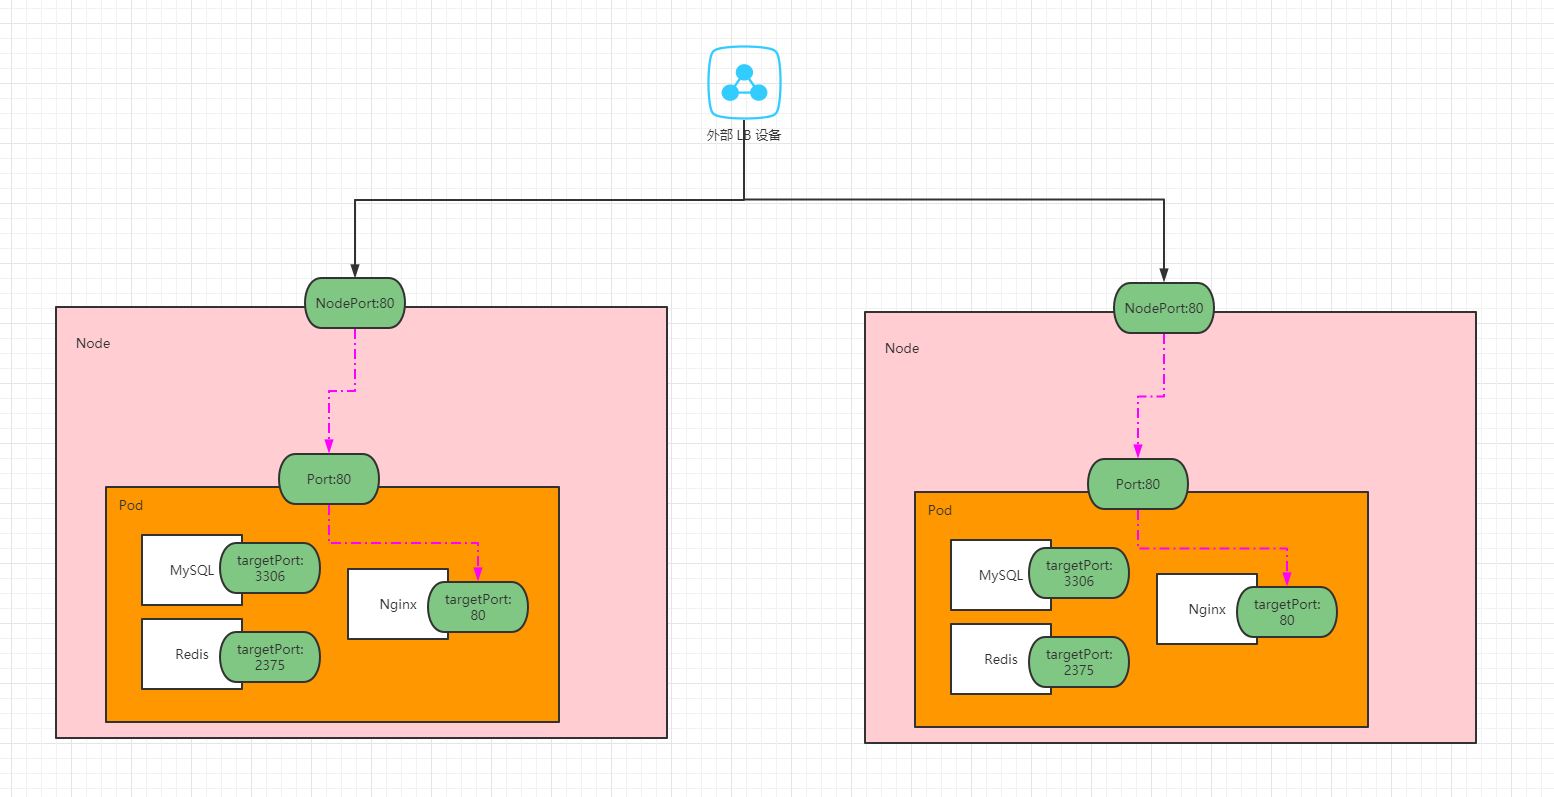 外部 LB 设备
NodePort:80
Node
Port:80
Pod
MySQL
targetPort:
3306
Nginx
targetPort:
80
Redis
targetPort:
2375
NodePort:80
Node
Port:80
Pod
MySQL
targetPort:
3306
Nginx
targetPort:
80
Redis
targetPort:
2375